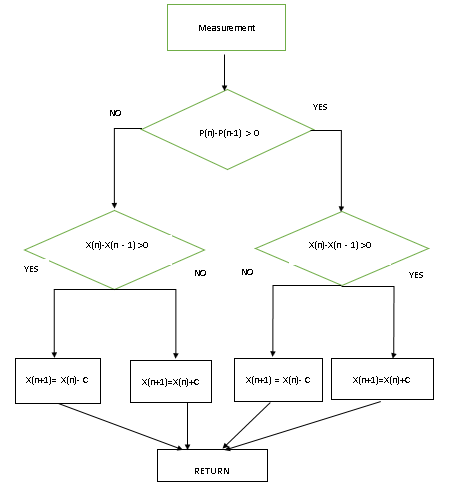 Measurement
NO
YES
P(n)-P(n-1) > 0
X(n)-X(n - 1) >0
X(n)-X(n - 1) >0
YES
NO
NO
YES
X(n+1)= X(n)- C
X(n+1)=X(n)+C
X(n+1) = X(n)- C
X(n+1)=X(n)+C
RETURN